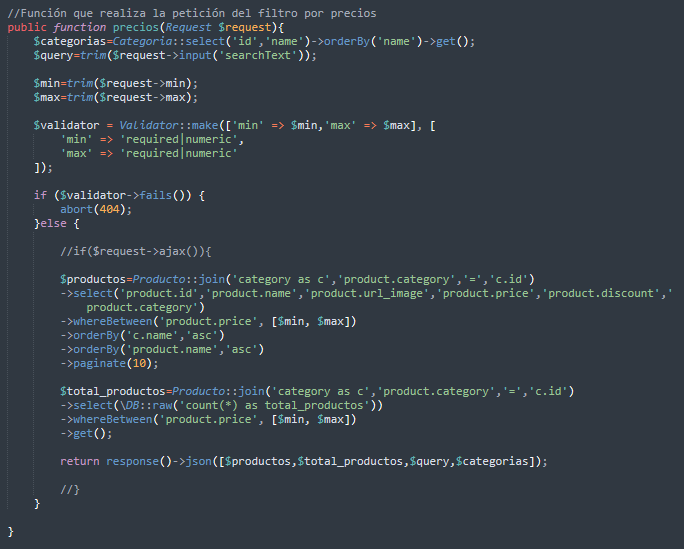 //Función que realiza la petición del filtro por precios
public function precios(Request $request){
    $categorias=Categoria::select('id','name')->orderBy('name')->get();
    $query=trim($request->input('searchText'));

    $min=trim($request->min);
    $max=trim($request->max);

    $validator = Validator::make(['min' => $min,'max' => $max], [
        'min' => 'required|numeric',
        'max' => 'required|numeric'
    ]);

    if ($validator->fails()) {
        abort(404);
    }else {

        //if($request->ajax()){

        $productos=Producto::join('category as c','product.category','=','c.id')
        ->select('product.id','product.name','product.url_image','product.price','product.discount','
            product.category')
        ->whereBetween('product.price', [$min, $max])
        ->orderBy('c.name','asc')
        ->orderBy('product.name','asc')
        ->paginate(10);

        $total_productos=Producto::join('category as c','product.category','=','c.id')
        ->select(\DB::raw('count(*) as total_productos'))
        ->whereBetween('product.price', [$min, $max])
        ->get();

        return response()->json([$productos,$total_productos,$query,$categorias]);

        //}
    }

}